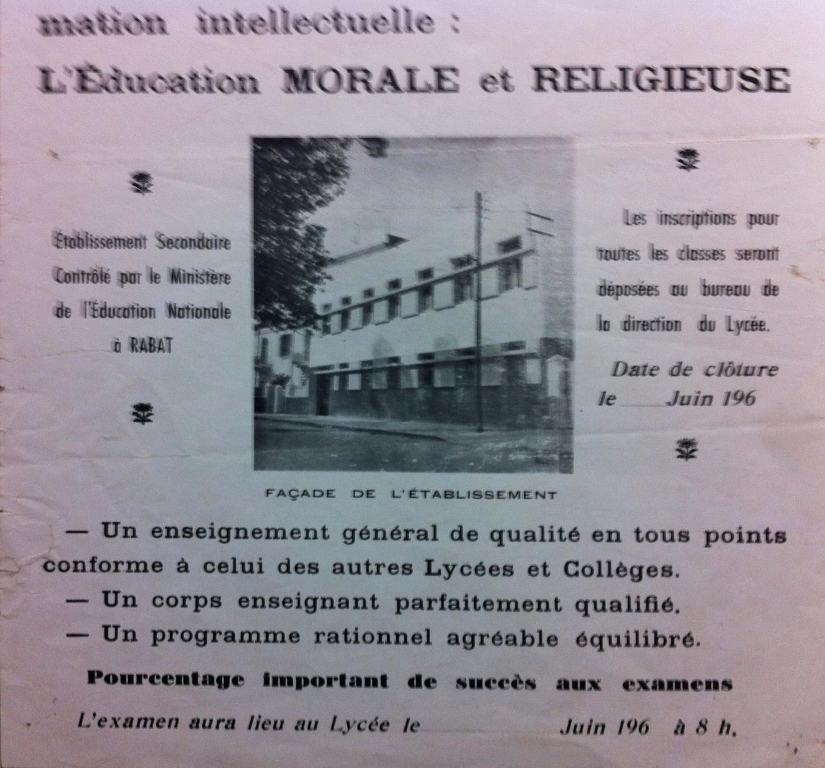 mation intellectuelle :
L'Éducation MORALE et RELIGIEUSE
Établissement Secondaire
Contrôlé par le Ministère
de l'Éducation Nationale
à RABAT
Les inscriptions pour
toutes les classes seront
déposées au bureau de
la direction du Lycée.
Date de clôture
le Juin 196
FAÇADE DE L'ÉTABLISSEMENT
— Un enseignement général de qualité en tous points
conforme à celui des autres Lycées et Collèges.
— Un corps enseignant parfaitement qualifié.
— Un programme rationnel agréable équilibré.
Pourcentage important de succès aux examens
L'examen aura lieu au Lycée le Juin 196 à 8 h.